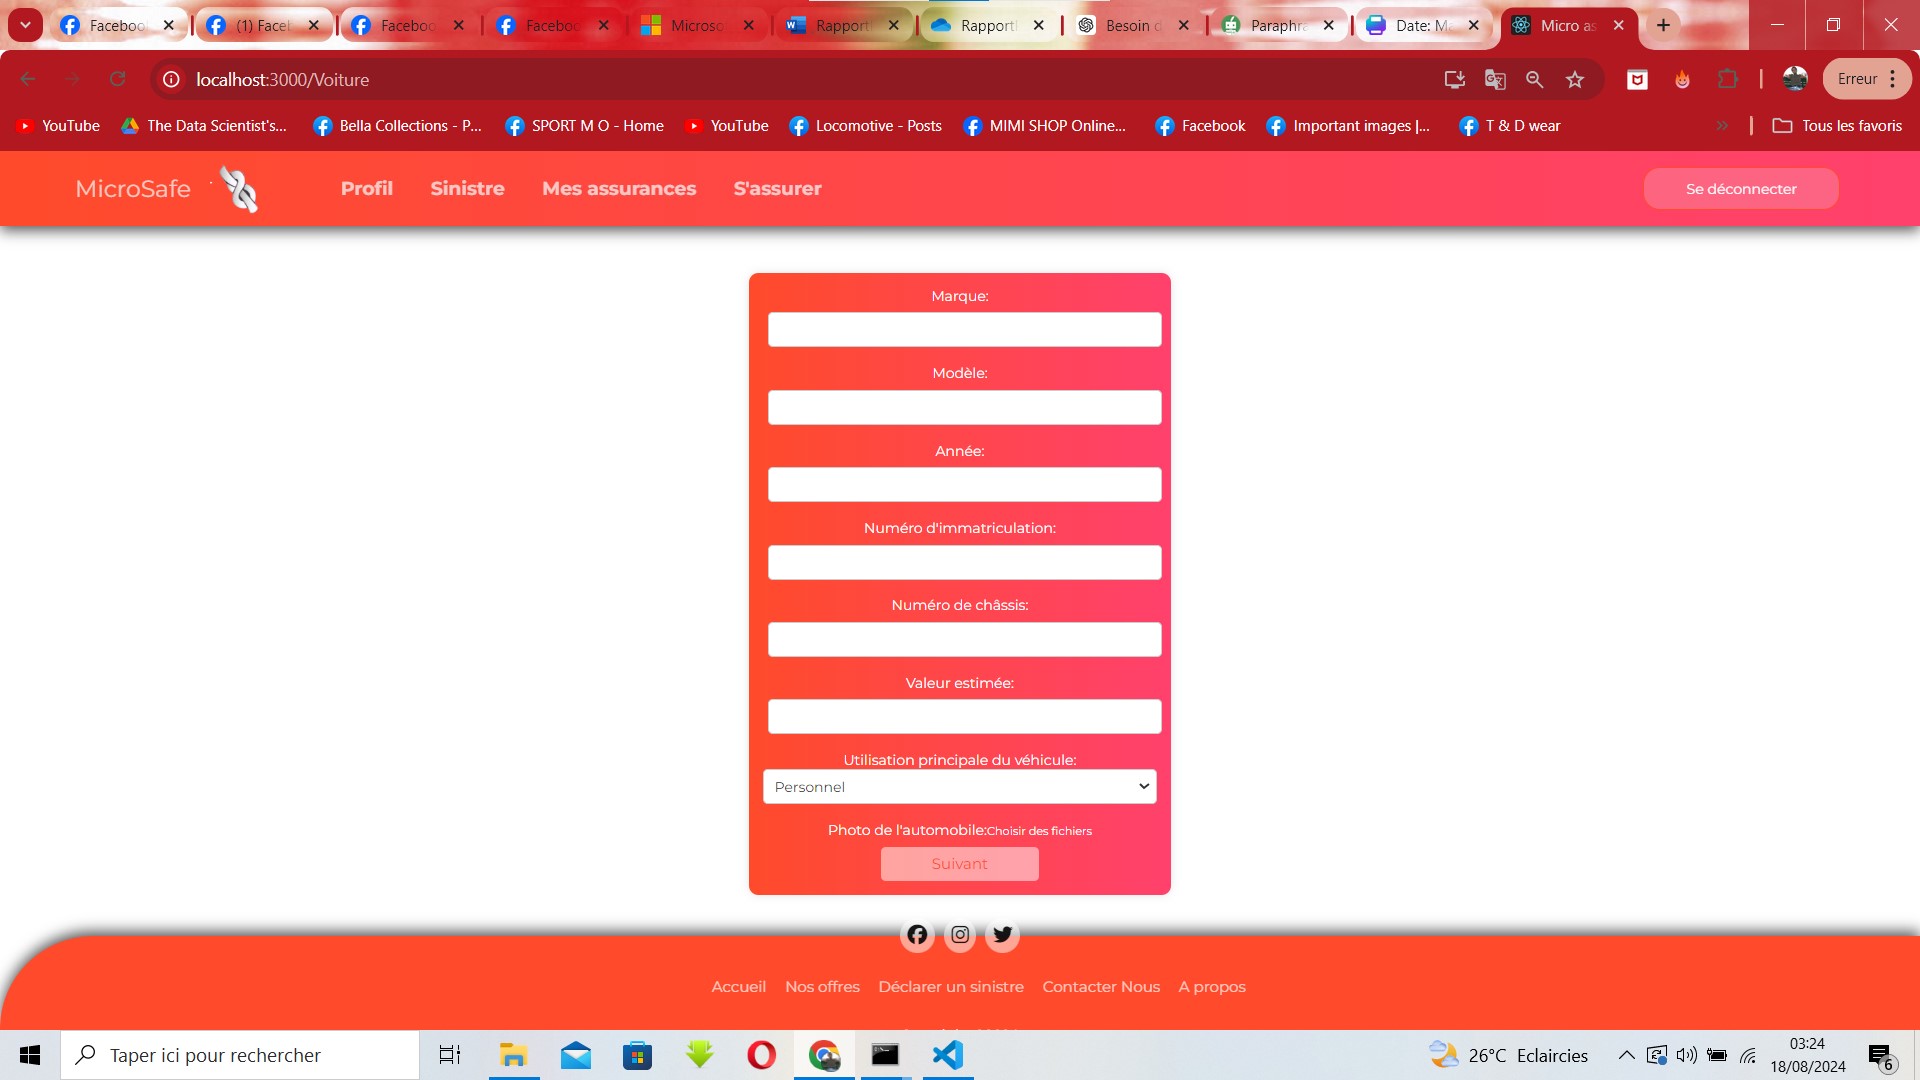 Faceboo
(1) Faceb
Faceboo
Faceboo
Microso
Rapport
Rapport
Besoin d
Paraphra
Date: Ma
Micro as
localhost:3000/Voiture
Erreur
YouTube
The Data Scientist's...
Bella Collections - P...
SPORT M O - Home
YouTube
Locomotive - Posts
MIMI SHOP Online...
Facebook
Important images |...
T & D wear
»
Tous les favoris
MicroSafe
Profil
Sinistre
Mes assurances
S'assurer
Se déconnecter
Marque:
Modèle:
Année:
Numéro d'immatriculation:
Numéro de châssis:
Valeur estimée:
Utilisation principale du véhicule:
Personnel
Photo de l'automobile:Choisir des fichiers
Suivant
Accueil
Nos offres
Déclarer un sinistre
Contacter Nous
A propos
Taper ici pour rechercher
26°C Eclaircies
03:24
18/08/2024
6